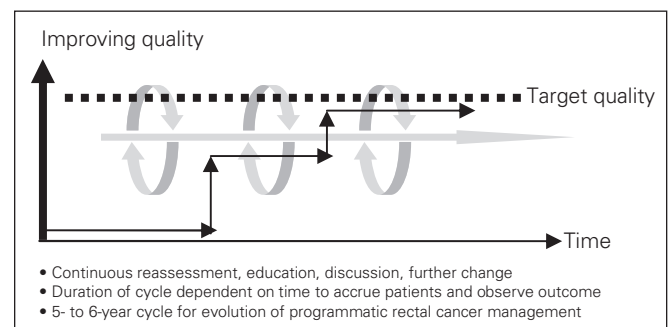 Improving quality
Target quality
Time
• Continuous reassessment, education, discussion, further change
• Duration of cycle dependent on time to accrue patients and observe outcome
• 5- to 6-year cycle for evolution of programmatic rectal cancer management